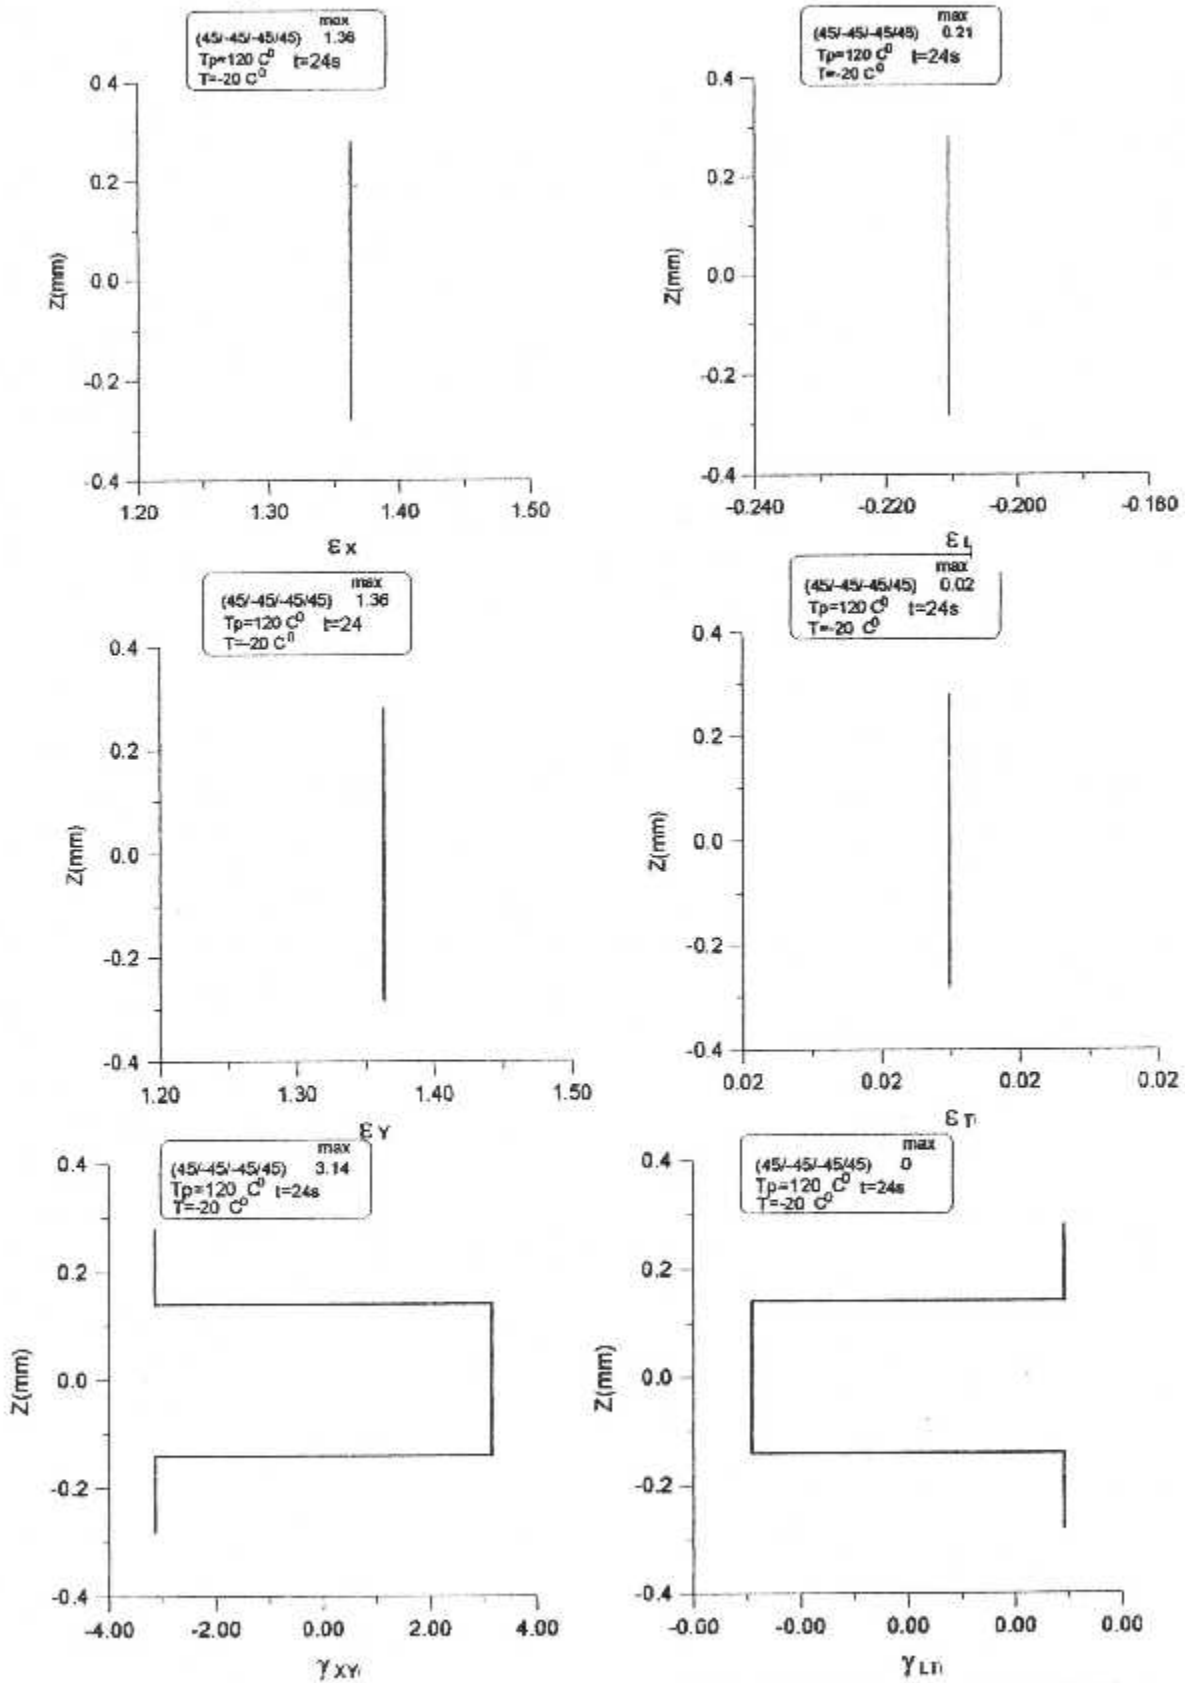 max
(45/-45/-45/45) 1.36
Tp=120 C⁰ t=24s
T=-20 C⁰
0.4
0.2
0.0
-0.2
-0.4
Z(mm)
1.20 1.30 1.40 1.50
ε X
max
(45/-45/-45/45) 0.21
Tp=120 C⁰ t=24s
T=-20 C⁰
0.4
0.2
0.0
-0.2
-0.4
Z(mm)
-0.240 -0.220 -0.200 -0.180
ε L
max
(45/-45/-45/45) 1.36
Tp=120 C⁰ t=24
T=-20 C⁰
0.4
0.2
0.0
-0.2
-0.4
Z(mm)
1.20 1.30 1.40 1.50
ε Y
max
(45/-45/-45/45) 0.02
Tp=120 C⁰ t=24s
T=-20 C⁰
0.4
0.2
0.0
-0.2
-0.4
Z(mm)
0.02 0.02 0.02 0.02
ε T
max
(45/-45/-45/45) 3.14
Tp=120 C⁰ t=24s
T=-20 C⁰
0.4
0.2
0.0
-0.2
-0.4
Z(mm)
-4.00 -2.00 0.00 2.00 4.00
γ XY
max
(45/-45/-45/45) 0
Tp=120 C⁰ t=24s
T=-20 C⁰
0.4
0.2
0.0
-0.2
-0.4
Z(mm)
-0.00 -0.00 0.00 0.00 0.00
γ LT